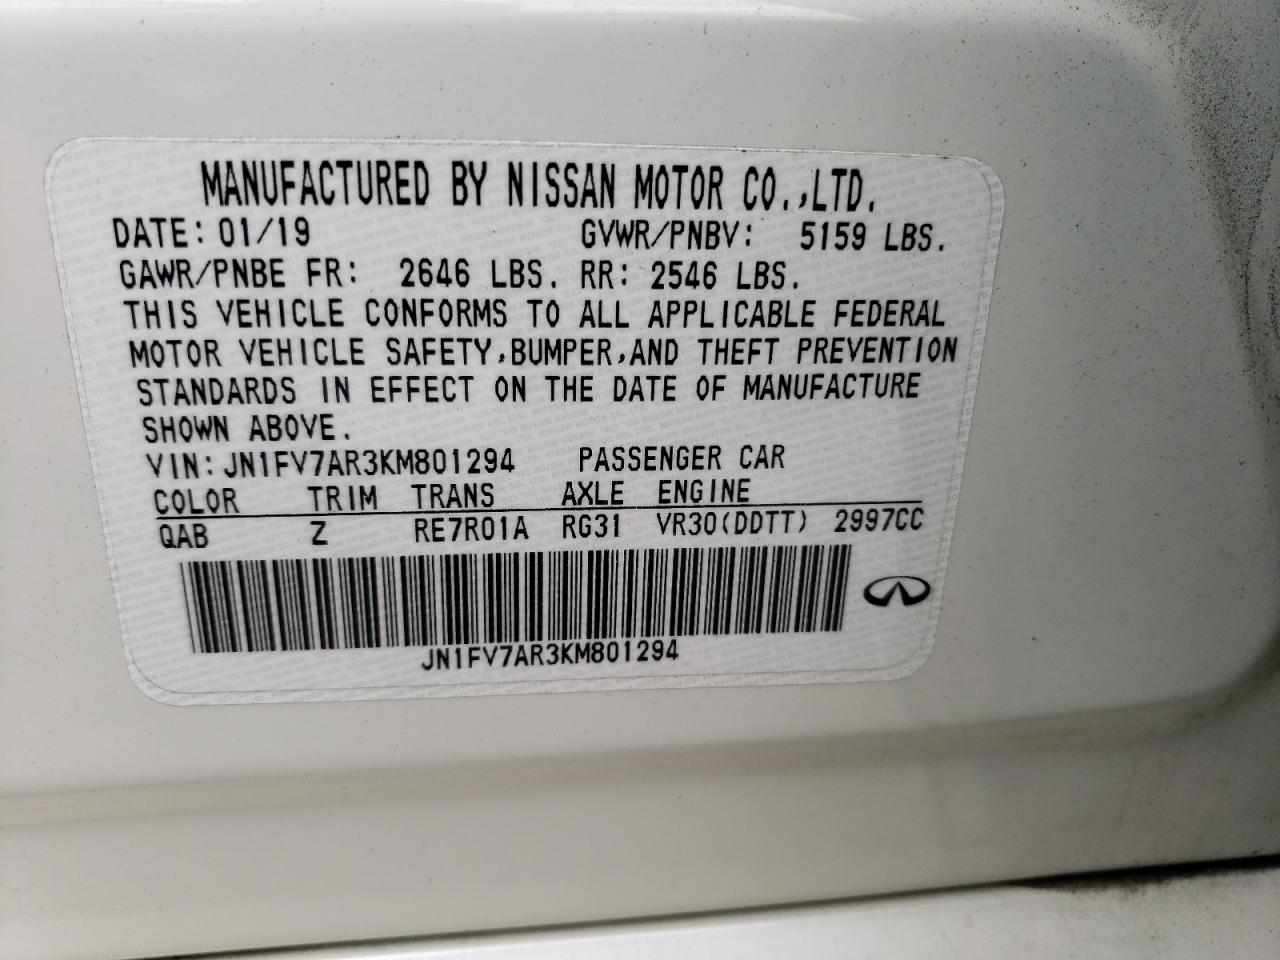 MANUFACTURED BY NISSAN MOTOR CO.,LTD.
DATE: 01/19 GVWR/PNBV: 5159 LBS.
GAWR/PNBE FR: 2646 LBS. RR: 2546 LBS.
THIS VEHICLE CONFORMS TO ALL APPLICABLE FEDERAL
MOTOR VEHICLE SAFETY,BUMPER,AND THEFT PREVENTION
STANDARDS IN EFFECT ON THE DATE OF MANUFACTURE
SHOWN ABOVE.
VIN: JN1FV7AR3KM801294 PASSENGER CAR
COLOR TRIM TRANS AXLE ENGINE
QAB Z RE7R01A RG31 VR30(DDTT) 2997CC
JN1FV7AR3KM801294